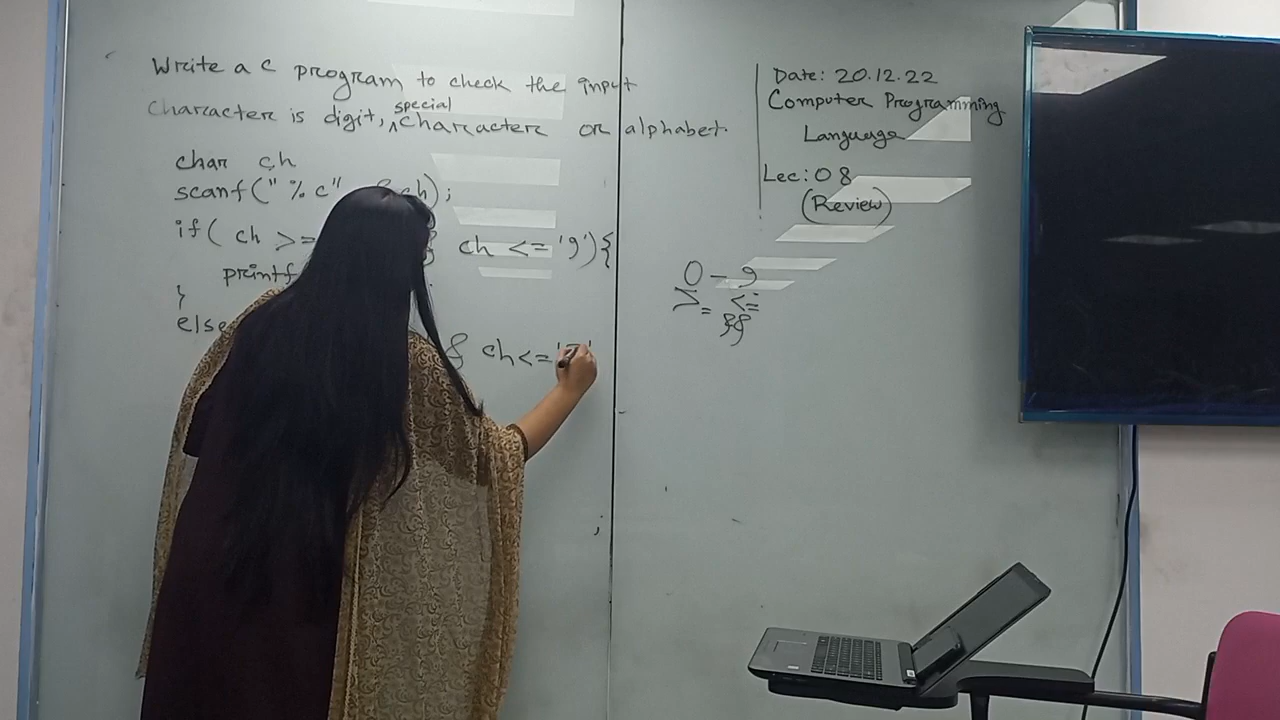 Write a c program to check the input
character is digit, special character or alphabet.
char ch
scanf("%c" &ch);
if( ch >= ch <= '9'){
printf
}
else
& ch<='Z'
Date: 20.12.22
Computer Programming
Language
Lec: 08
(Review)
0 - 9
>= <=
&&